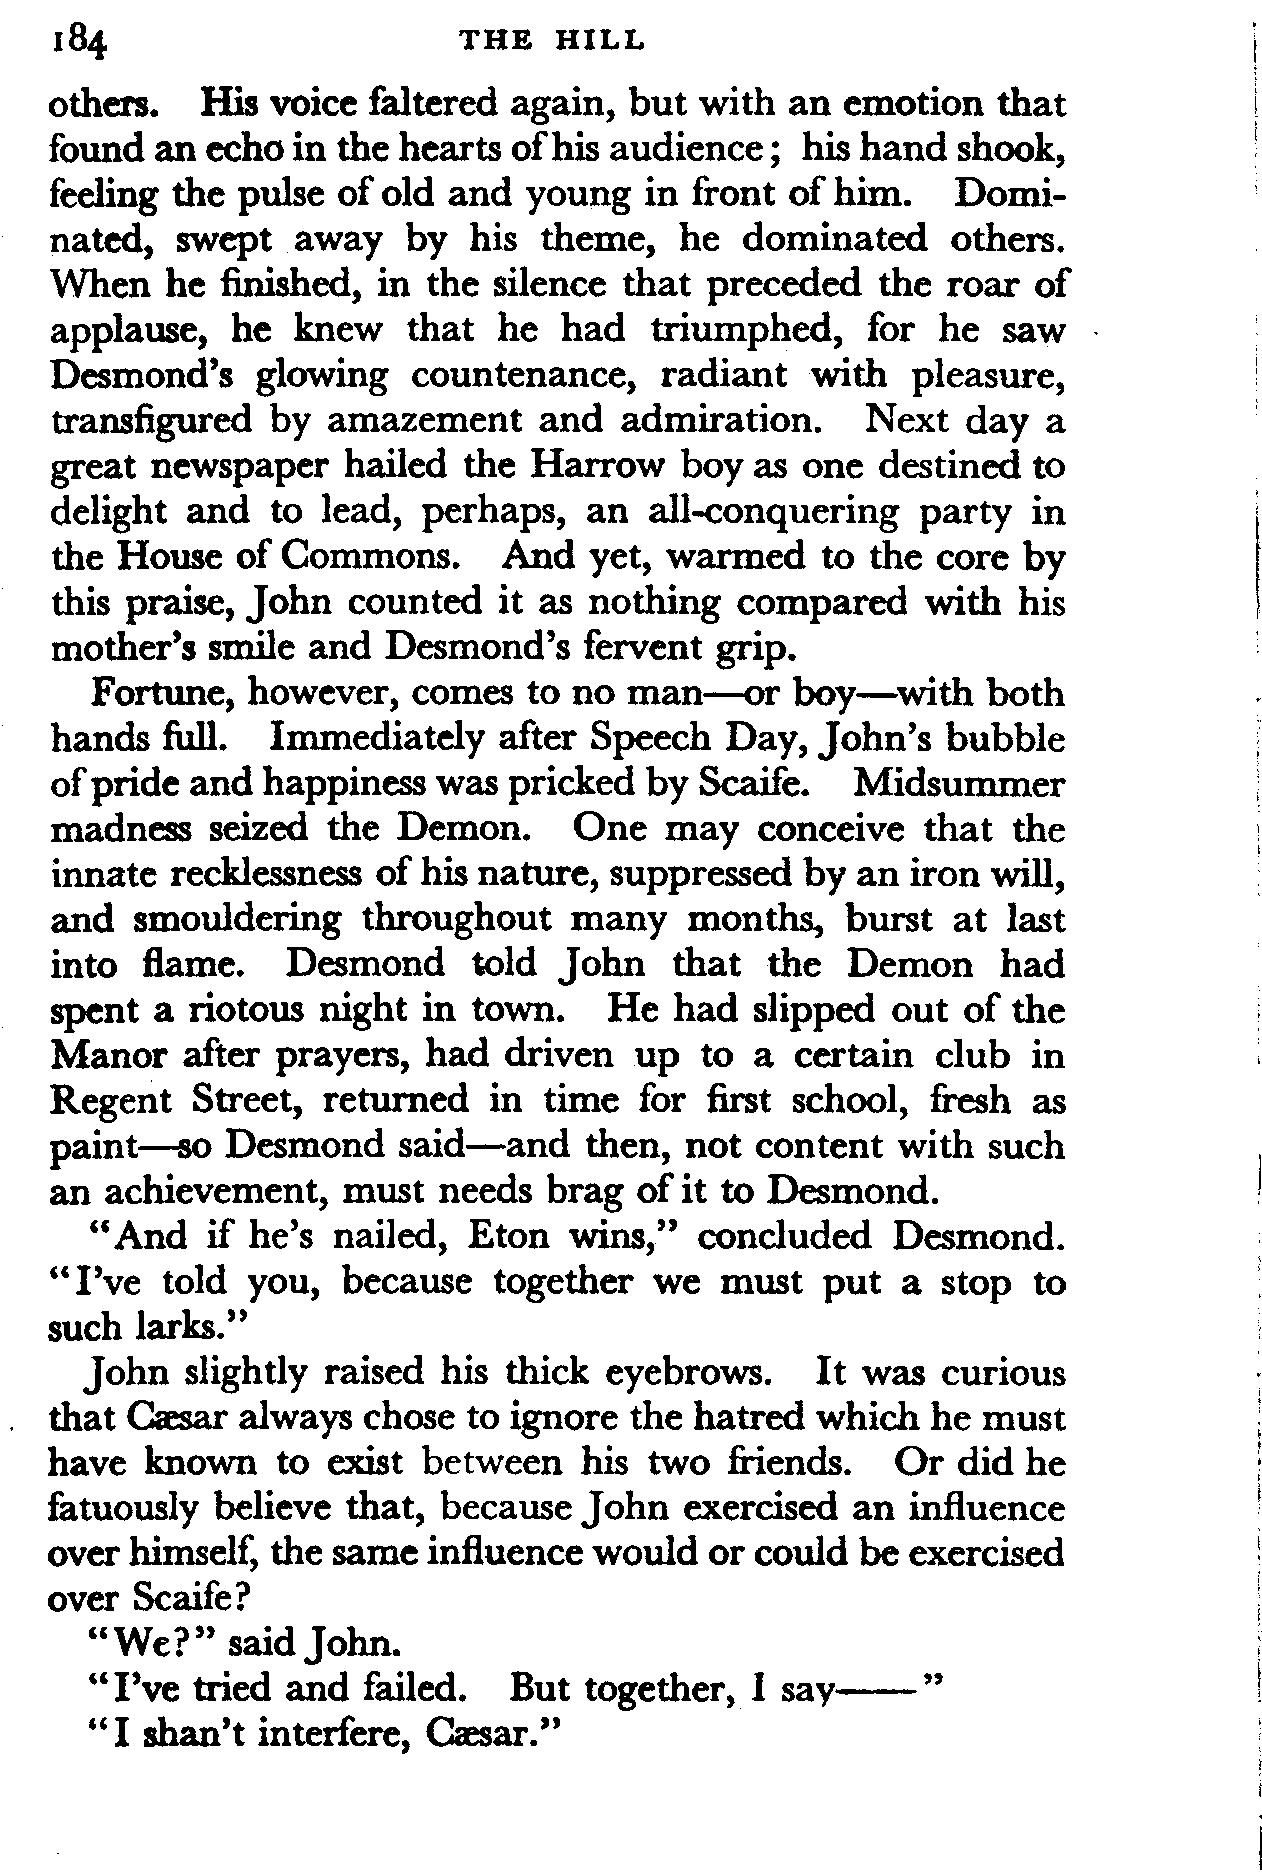 184 THE HILL
others. His voice faltered again, but with an emotion that
found an echo in the hearts of his audience; his hand shook,
feeling the pulse of old and young in front of him. Domi-
nated, swept away by his theme, he dominated others.
When he finished, in the silence that preceded the roar of
applause, he knew that he had triumphed, for he saw
Desmond's glowing countenance, radiant with pleasure,
transfigured by amazement and admiration. Next day a
great newspaper hailed the Harrow boy as one destined to
delight and to lead, perhaps, an all-conquering party in
the House of Commons. And yet, warmed to the core by
this praise, John counted it as nothing compared with his
mother's smile and Desmond's fervent grip.
Fortune, however, comes to no man—or boy—with both
hands full. Immediately after Speech Day, John's bubble
of pride and happiness was pricked by Scaife. Midsummer
madness seized the Demon. One may conceive that the
innate recklessness of his nature, suppressed by an iron will,
and smouldering throughout many months, burst at last
into flame. Desmond told John that the Demon had
spent a riotous night in town. He had slipped out of the
Manor after prayers, had driven up to a certain club in
Regent Street, returned in time for first school, fresh as
paint—so Desmond said—and then, not content with such
an achievement, must needs brag of it to Desmond.
"And if he's nailed, Eton wins," concluded Desmond.
"I've told you, because together we must put a stop to
such larks."
John slightly raised his thick eyebrows. It was curious
that Cæsar always chose to ignore the hatred which he must
have known to exist between his two friends. Or did he
fatuously believe that, because John exercised an influence
over himself, the same influence would or could be exercised
over Scaife?
"We?" said John.
"I've tried and failed. But together, I say——"
"I shan't interfere, Cæsar."